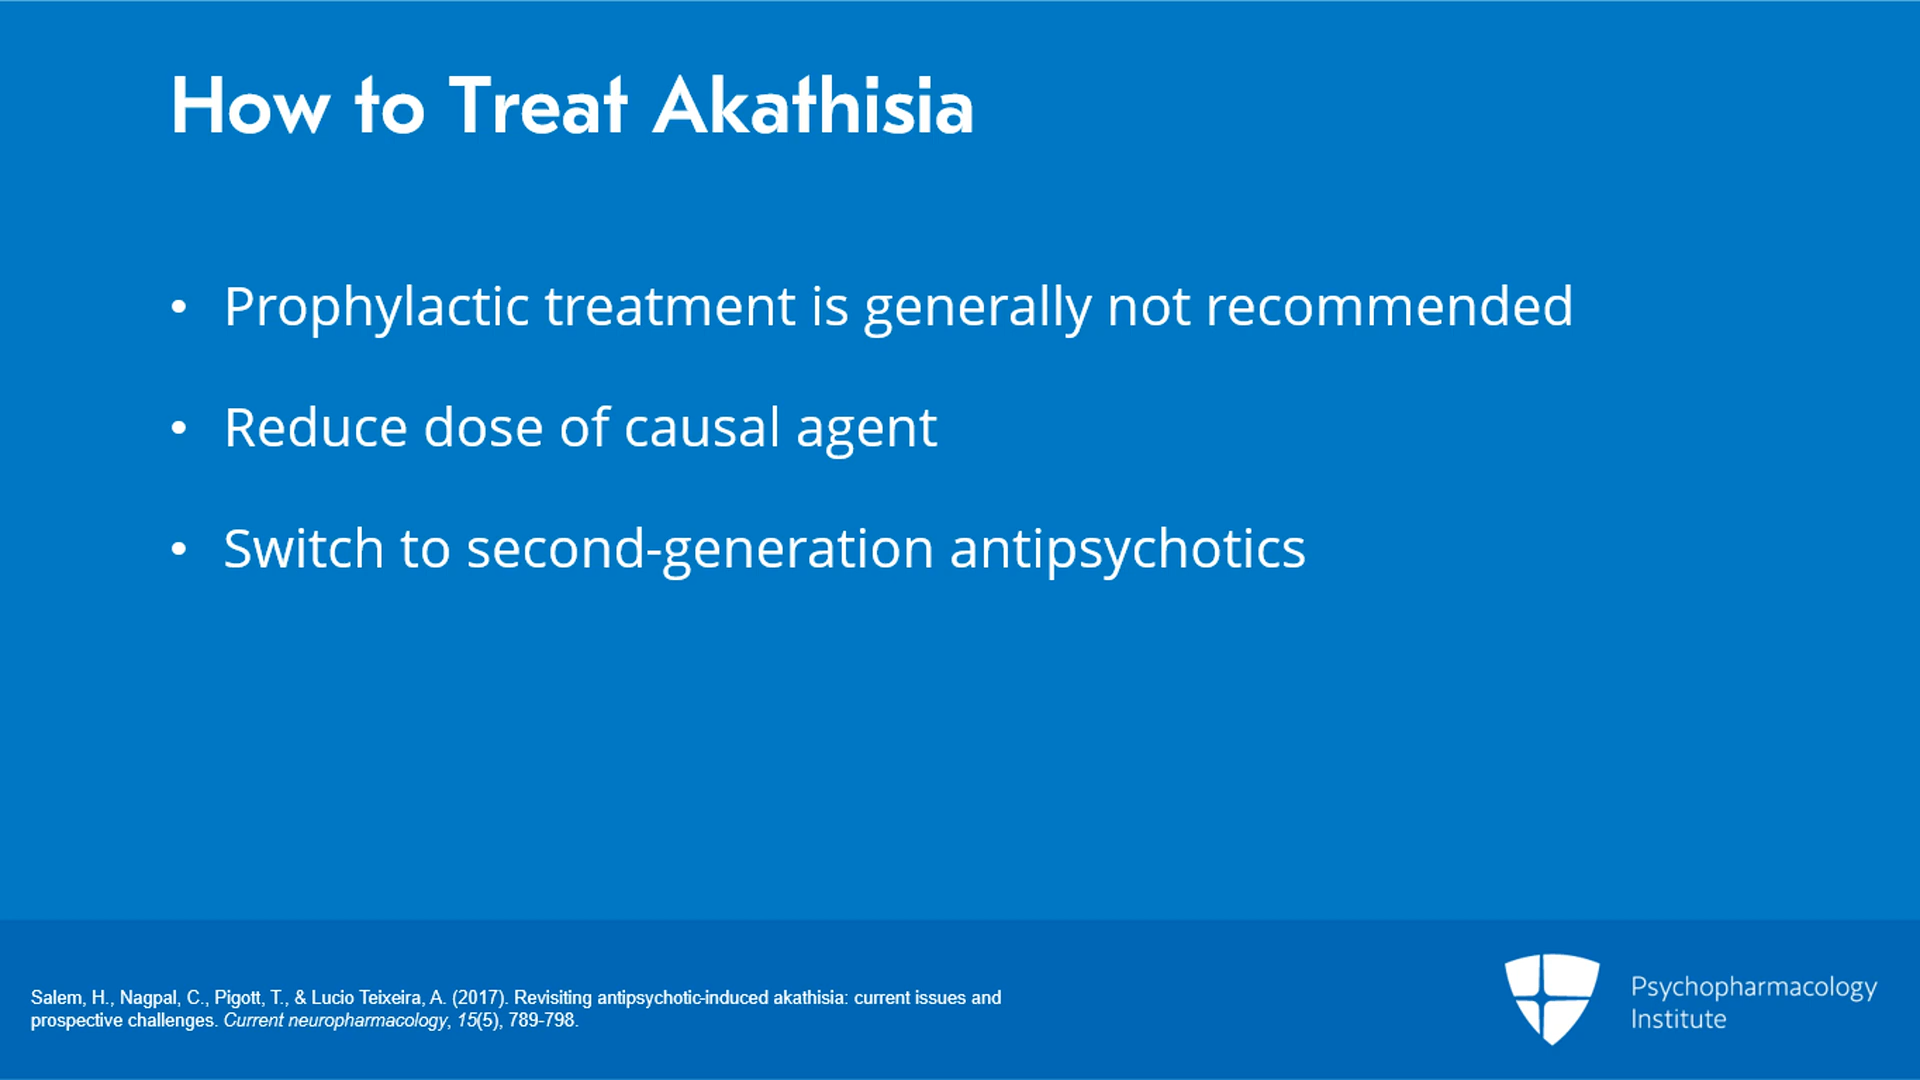 How to Treat Akathisia
• Prophylactic treatment is generally not recommended
• Reduce dose of causal agent
• Switch to second-generation antipsychotics
Salem, H., Nagpal, C., Pigott, T., & Lucio Teixeira, A. (2017). Revisiting antipsychotic-induced akathisia: current issues and
prospective challenges. Current neuropharmacology, 15(5), 789-798.
Psychopharmacology
Institute